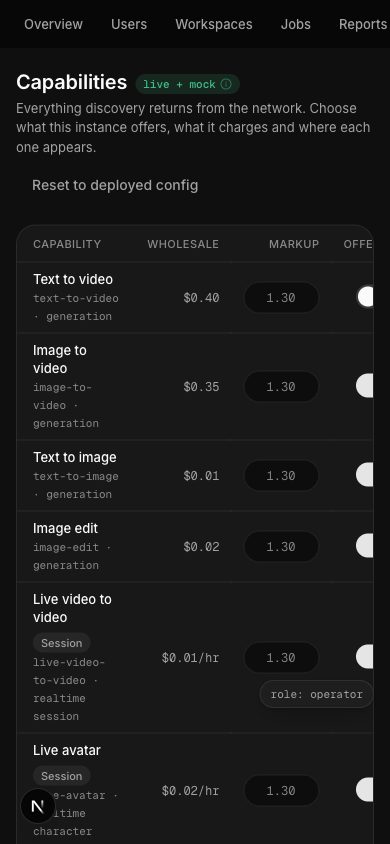 Overview Users Workspaces Jobs Reports
Capabilities live + mock
Everything discovery returns from the network. Choose
what this instance offers, what it charges and where each
one appears.
Reset to deployed config
CAPABILITY WHOLESALE MARKUP OFFE
Text to video
text-to-video
· generation
$0.40 1.30
Image to
video
image-to-
video ·
generation
$0.35 1.30
Text to image
text-to-image
· generation
$0.01 1.30
Image edit
image-edit ·
generation
$0.02 1.30
Live video to
video
Session
live-video-
to-video ·
realtime
session
$0.01/hr 1.30
role: operator
Live avatar
Session
-avatar ·
character
$0.02/hr 1.30
N